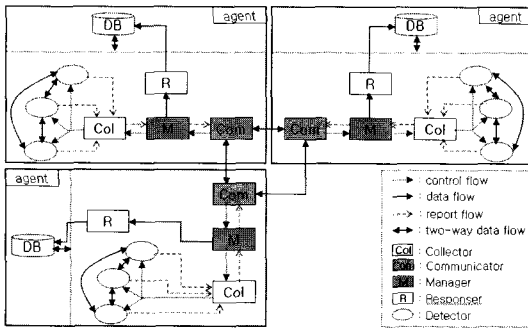 agent
DB
R
Col
M
Com
agent
DB
R
Com
M
Col
agent
Com
R
M
DB
Col
: control flow
: data flow
: report flow
: two-way data flow
Col : Collector
Com : Communicator
M : Manager
R : Responser
: Detector